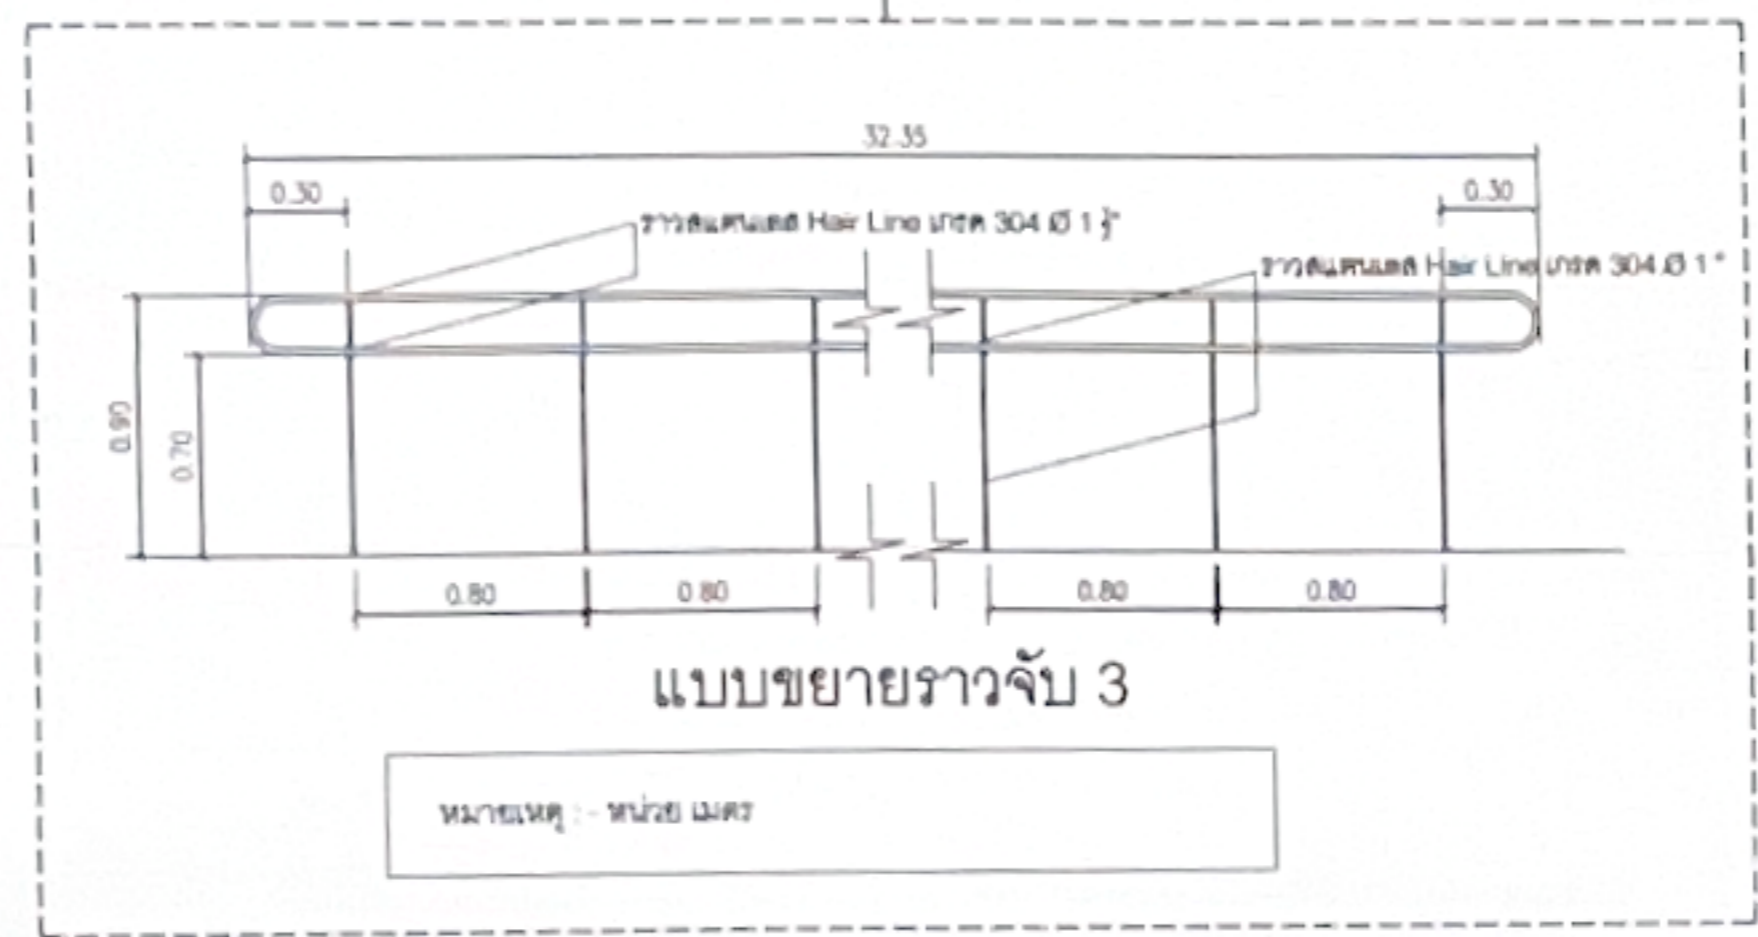 32.35
0.30
0.30
ราวสแตนเลส Hair Line เกรด 304 Ø 1 ½"
ราวสแตนเลส Hair Line เกรด 304 Ø 1"
0.90
0.70
0.80
0.80
0.80
0.80
แบบขยายราวจับ 3
หมายเหตุ :- หน่วย เมตร